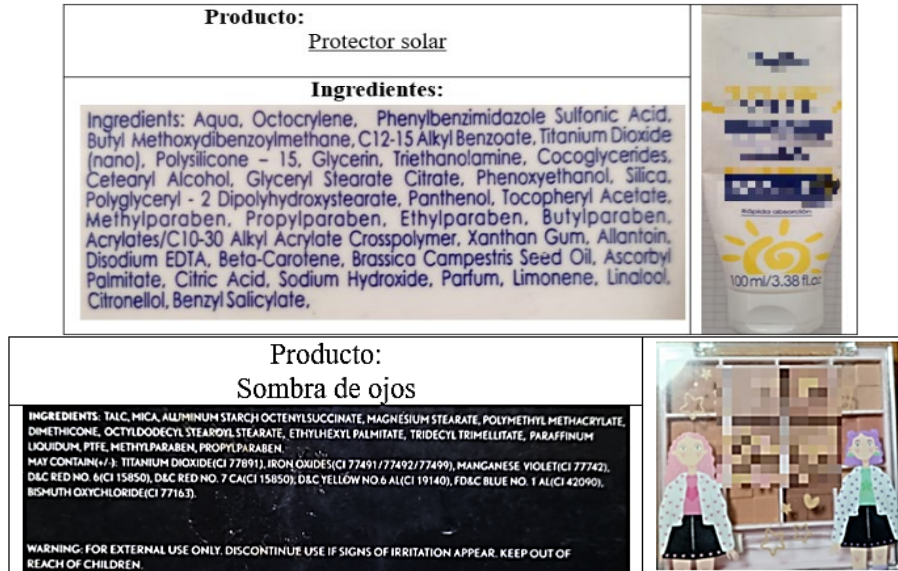 Producto:
Protector solar
Ingredientes:
Ingredients: Aqua, Octocrylene, Phenylbenzimidazole Sulfonic Acid,
Butyl Methoxydibenzoylmethane, C12-15 Alkyl Benzoate, Titanium Dioxide
(nano), Polysilicone - 15, Glycerin, Triethanolamine, Cocoglycerides,
Cetearyl Alcohol, Glyceryl Stearate Citrate, Phenoxyethanol, Silica,
Polyglyceryl - 2 Dipolyhydroxystearate, Panthenol, Tocopheryl Acetate,
Methylparaben, Propylparaben, Ethylparaben, Butylparaben,
Acrylates/C10-30 Alkyl Acrylate Crosspolymer, Xanthan Gum, Allantoin,
Disodium EDTA, Beta-Carotene, Brassica Campestris Seed Oil, Ascorbyl
Palmitate, Citric Acid, Sodium Hydroxide, Parfum, Limonene, Linalool,
Citronellol, Benzyl Salicylate,
Rápida absorción
100 ml/3.38 fl.oz
Producto:
Sombra de ojos
INGREDIENTS: TALC, MICA, ALUMINUM STARCH OCTENYLSUCCINATE, MAGNESIUM STEARATE, POLYMETHYL METHACRYLATE,
DIMETHICONE, OCTYLDODECYL STEAROYL STEARATE, ETHYLHEXYL PALMITATE, TRIDECYL TRIMELLITATE, PARAFFINUM
LIQUIDUM, PTFE, METHYLPARABEN, PROPYLPARABEN.
MAY CONTAIN(+/-): TITANIUM DIOXIDE(CI 77891), IRON OXIDES(CI 77491/77492/77499), MANGANESE VIOLET(CI 77742),
D&C RED NO. 6(CI 15850), D&C RED NO. 7 CA(CI 15850), D&C YELLOW NO.6 AL(CI 19140), FD&C BLUE NO. 1 AL(CI 42090),
BISMUTH OXYCHLORIDE(CI 77163).
WARNING: FOR EXTERNAL USE ONLY. DISCONTINUE USE IF SIGNS OF IRRITATION APPEAR. KEEP OUT OF
REACH OF CHILDREN.